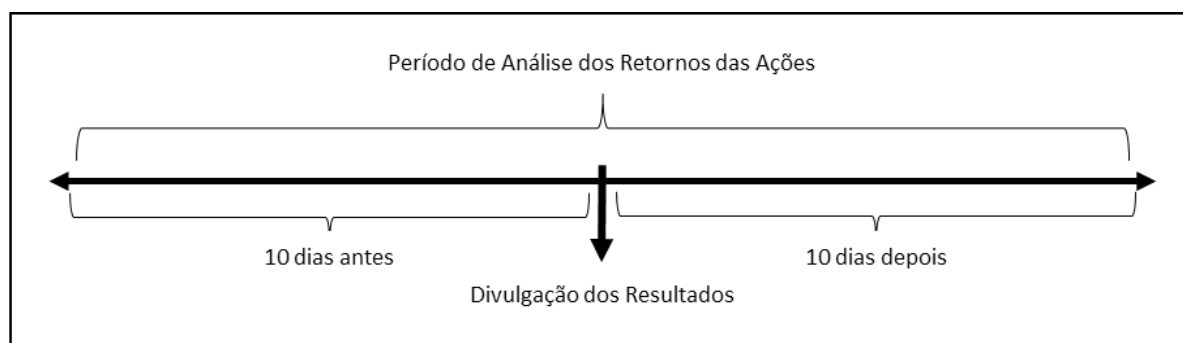 Período de Análise dos Retornos das Ações
10 dias antes
10 dias depois
Divulgação dos Resultados